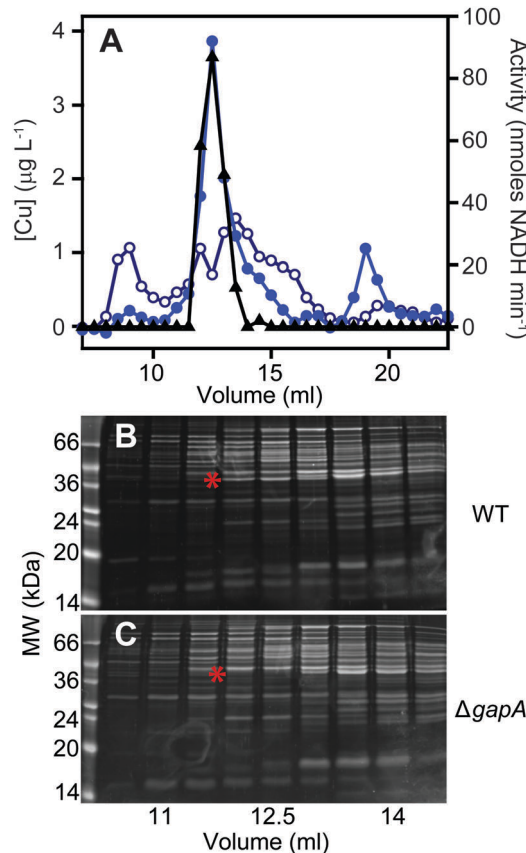 A
[Cu] (µg L-1)
4
3
2
1
0
100
80
60
40
20
0
Activity (nmoles NADH min-1)
10
15
20
Volume (ml)
B
66
36
24
20
14
*
WT
MW (kDa)
C
66
36
24
20
14
*
ΔgapA
11
12.5
14
Volume (ml)